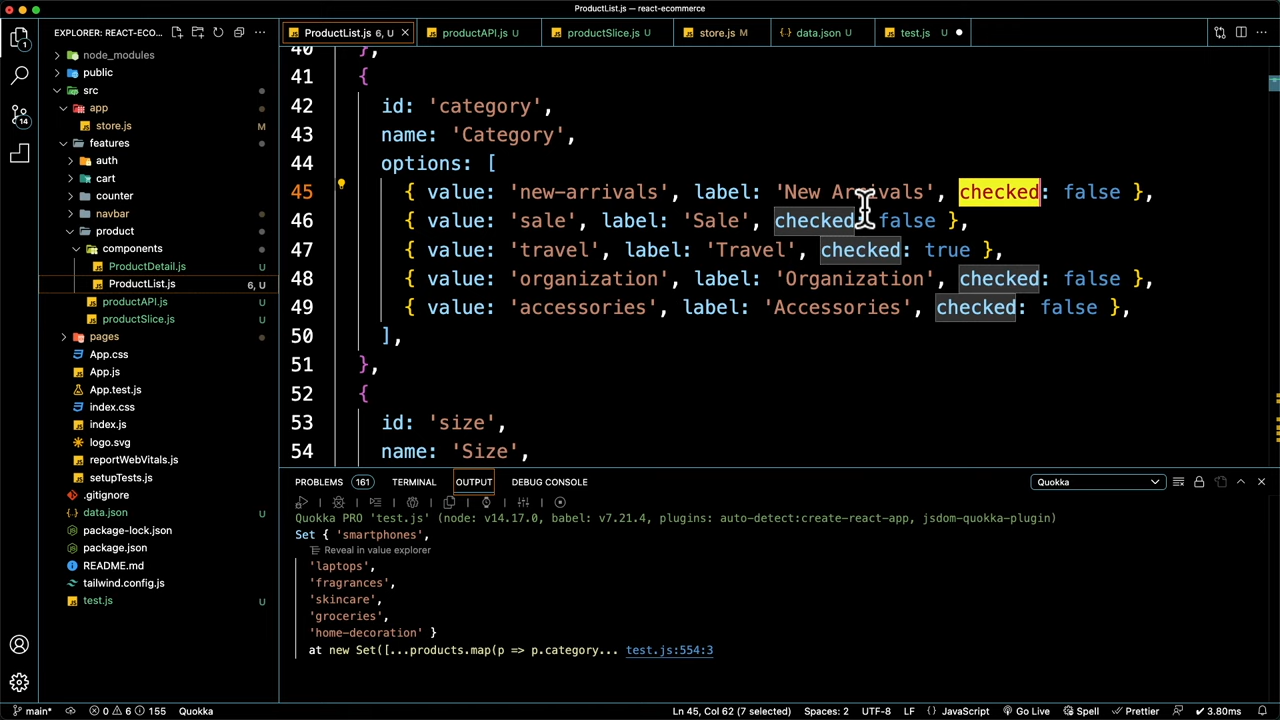 ProductList.js — react-ecommerce
EXPLORER: REACT-ECO...
ProductList.js 6, U
productAPI.js U
productSlice.js U
store.js M
data.json U
test.js U
node_modules
public
src
app
store.js M
features
auth
cart
counter
navbar
product
components
ProductDetail.js U
ProductList.js 6, U
productAPI.js U
productSlice.js U
pages
App.css
App.js
App.test.js
index.css
index.js
logo.svg
reportWebVitals.js
setupTests.js
.gitignore
data.json U
package-lock.json
package.json
README.md
tailwind.config.js
test.js U
1
14
40 },
41 {
42 id: 'category',
43 name: 'Category',
44 options: [
45 { value: 'new-arrivals', label: 'New Arrivals', checked: false },
46 { value: 'sale', label: 'Sale', checked: false },
47 { value: 'travel', label: 'Travel', checked: true },
48 { value: 'organization', label: 'Organization', checked: false },
49 { value: 'accessories', label: 'Accessories', checked: false },
50 ],
51 },
52 {
53 id: 'size',
54 name: 'Size',
PROBLEMS 161 TERMINAL OUTPUT DEBUG CONSOLE Quokka
Quokka PRO 'test.js' (node: v14.17.0, babel: v7.21.4, plugins: auto-detect:create-react-app, jsdom-quokka-plugin)
Set { 'smartphones',
Reveal in value explorer
'laptops',
'fragrances',
'skincare',
'groceries',
'home-decoration' }
at new Set([...products.map(p => p.category... test.js:554:3
main* 0 6 155 Quokka Ln 45, Col 62 (7 selected) Spaces: 2 UTF-8 LF {} JavaScript Go Live Spell Prettier 3.80ms